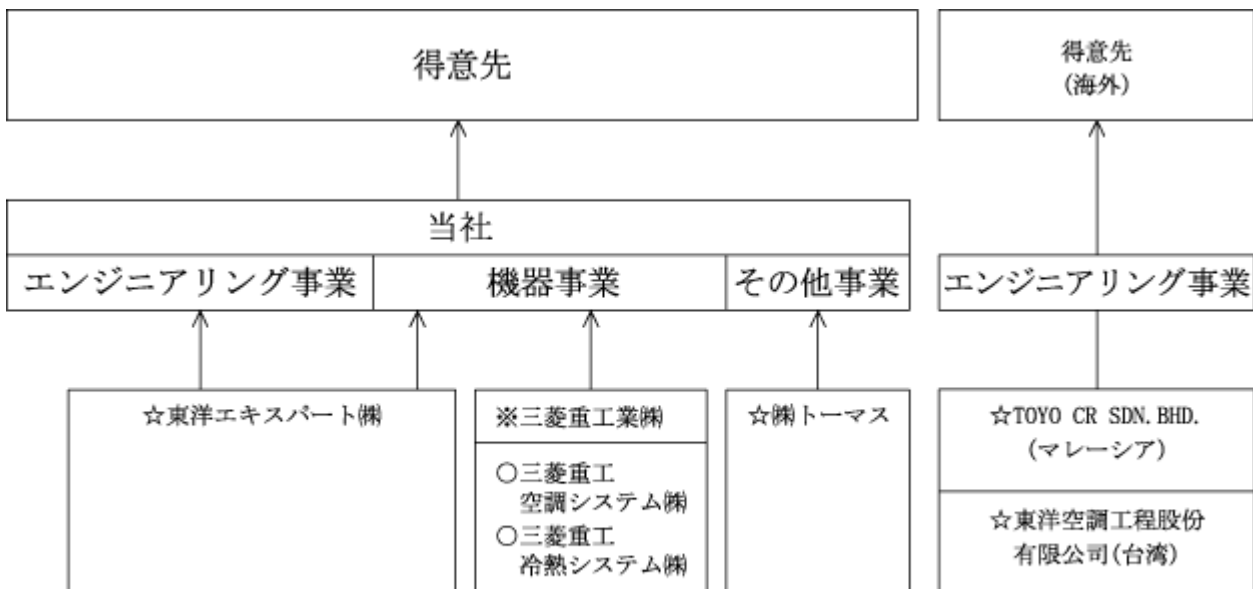 得意先
得意先
(海外)
当社
エンジニアリング事業
機器事業
その他事業
エンジニアリング事業
☆東洋エキスパート㈱
※三菱重工業㈱
○三菱重工
空調システム㈱
○三菱重工
冷熱システム㈱
☆㈱トーマス
☆TOYO CR SDN.BHD.
(マレーシア)
☆東洋空調工程股份
有限公司(台湾)